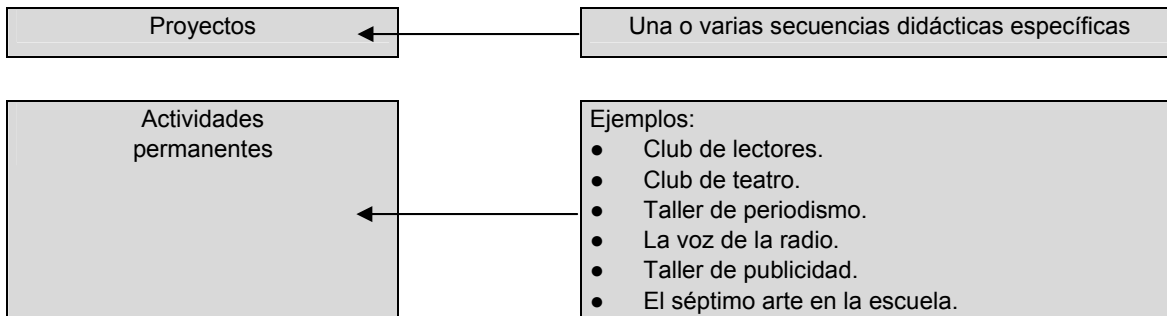 Proyectos
Una o varias secuencias didácticas específicas
Actividades
permanentes
Ejemplos:
● Club de lectores.
● Club de teatro.
● Taller de periodismo.
● La voz de la radio.
● Taller de publicidad.
● El séptimo arte en la escuela.